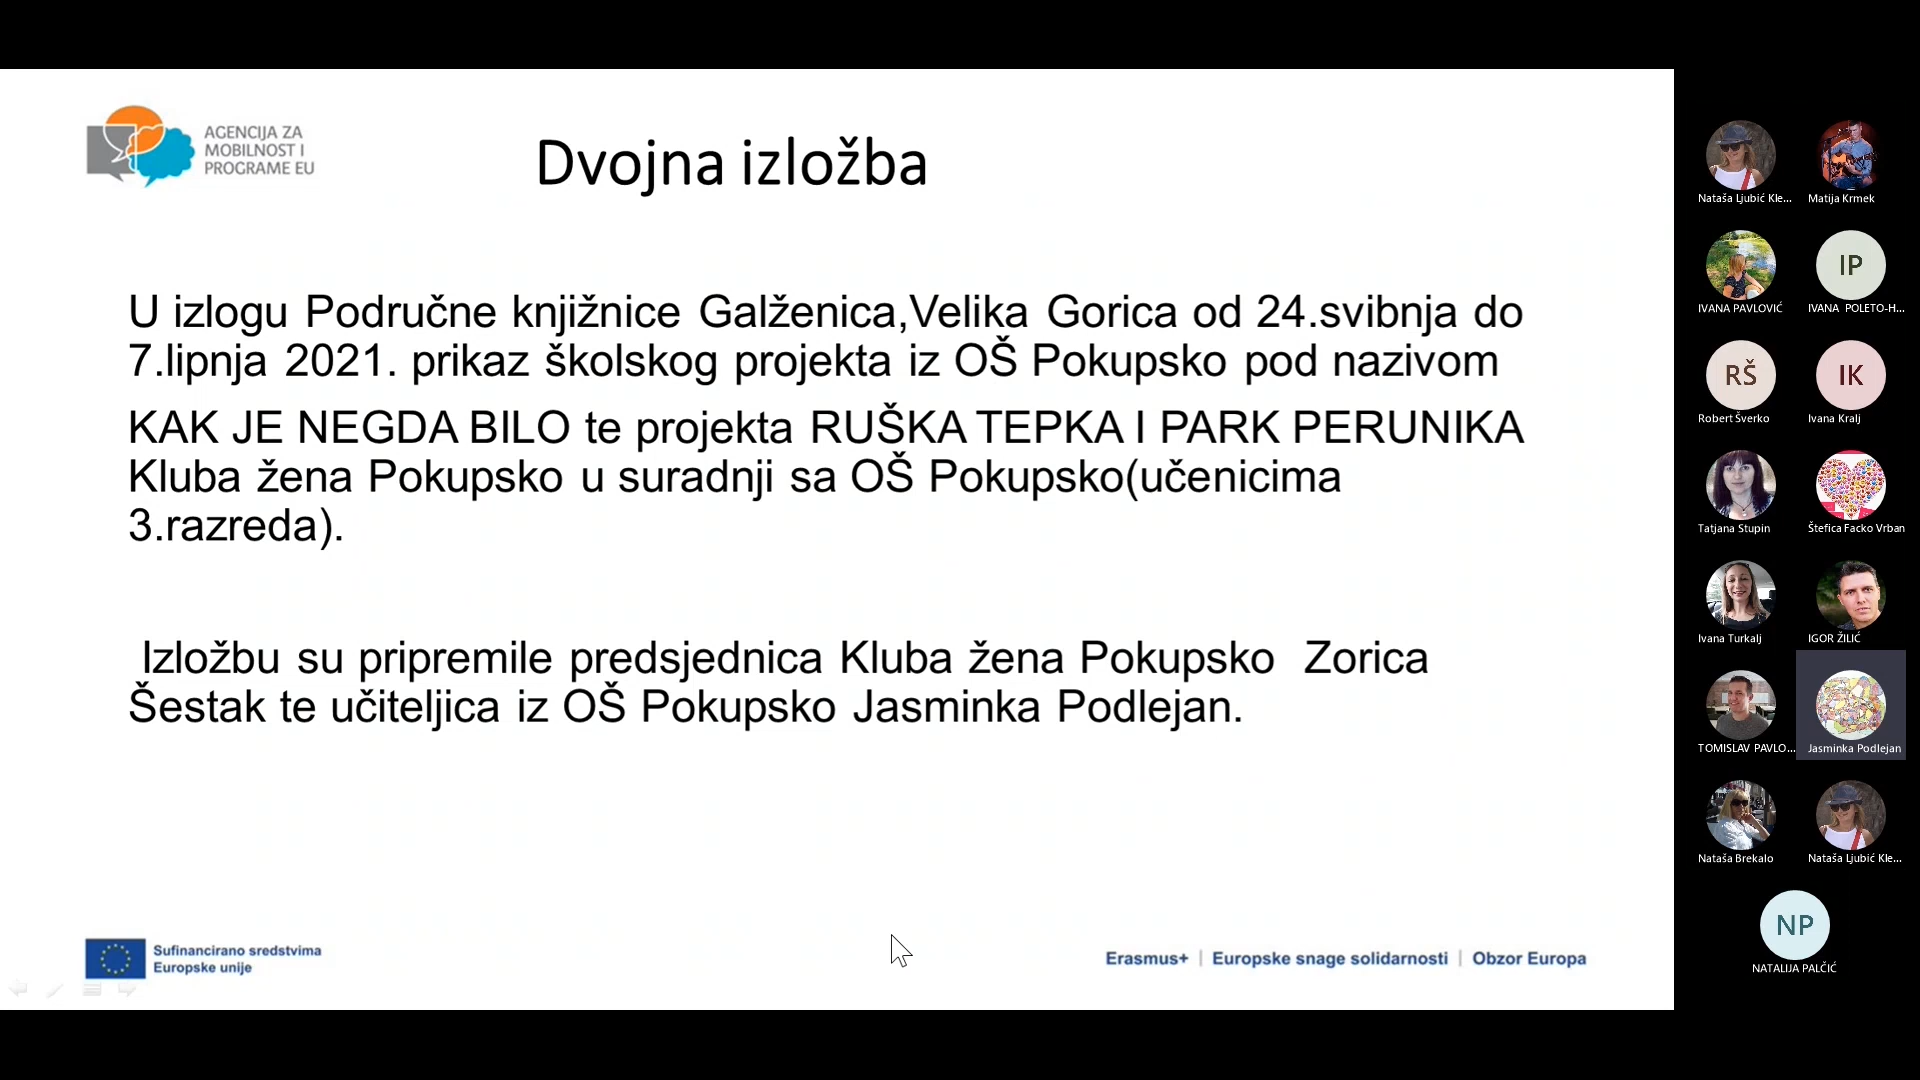 AGENCIJA ZA
MOBILNOST I
PROGRAME EU
Dvojna izložba
U izlogu Područne knjižnice Galženica,Velika Gorica od 24.svibnja do
7.lipnja 2021. prikaz školskog projekta iz OŠ Pokupsko pod nazivom
KAK JE NEGDA BILO te projekta RUŠKA TEPKA I PARK PERUNIKA
Kluba žena Pokupsko u suradnji sa OŠ Pokupsko(učenicima
3.razreda).
Izložbu su pripremile predsjednica Kluba žena Pokupsko Zorica
Šestak te učiteljica iz OŠ Pokupsko Jasminka Podlejan.
Sufinancirano sredstvima
Europske unije
Erasmus+ | Europske snage solidarnosti | Obzor Europa
Nataša Ljubić Kle...
Matija Krmek
IVANA PAVLOVIĆ
IP
IVANA POLETO-H...
RŠ
Robert Šverko
IK
Ivana Kralj
Tatjana Stupin
Štefica Facko Vrban
Ivana Turkalj
IGOR ŽILIĆ
TOMISLAV PAVLO...
Jasminka Podlejan
Nataša Brekalo
Nataša Ljubić Kle...
NP
NATALIJA PALČIĆ